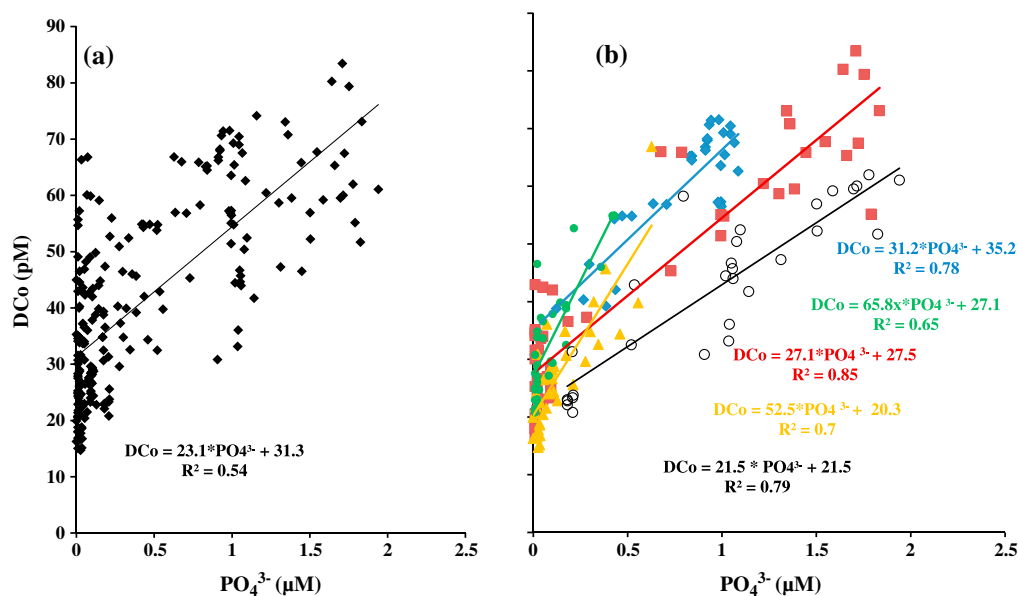 (a)
90
80
70
60
50
40
30
20
10
0
DCo (pM)
DCo = 23.1*PO4³⁻ + 31.3
R² = 0.54
0 0.5 1 1.5 2 2.5
PO₄³⁻ (µM)
(b)
DCo = 31.2*PO4³⁻ + 35.2
R² = 0.78
DCo = 65.8x*PO4 ³⁻ + 27.1
R² = 0.65
DCo = 27.1*PO4 ³⁻ + 27.5
R² = 0.85
DCo = 52.5*PO4 ³⁻ + 20.3
R² = 0.7
DCo = 21.5 * PO4³⁻ + 21.5
R² = 0.79
0 0.5 1 1.5 2 2.5
PO₄³⁻ (µM)